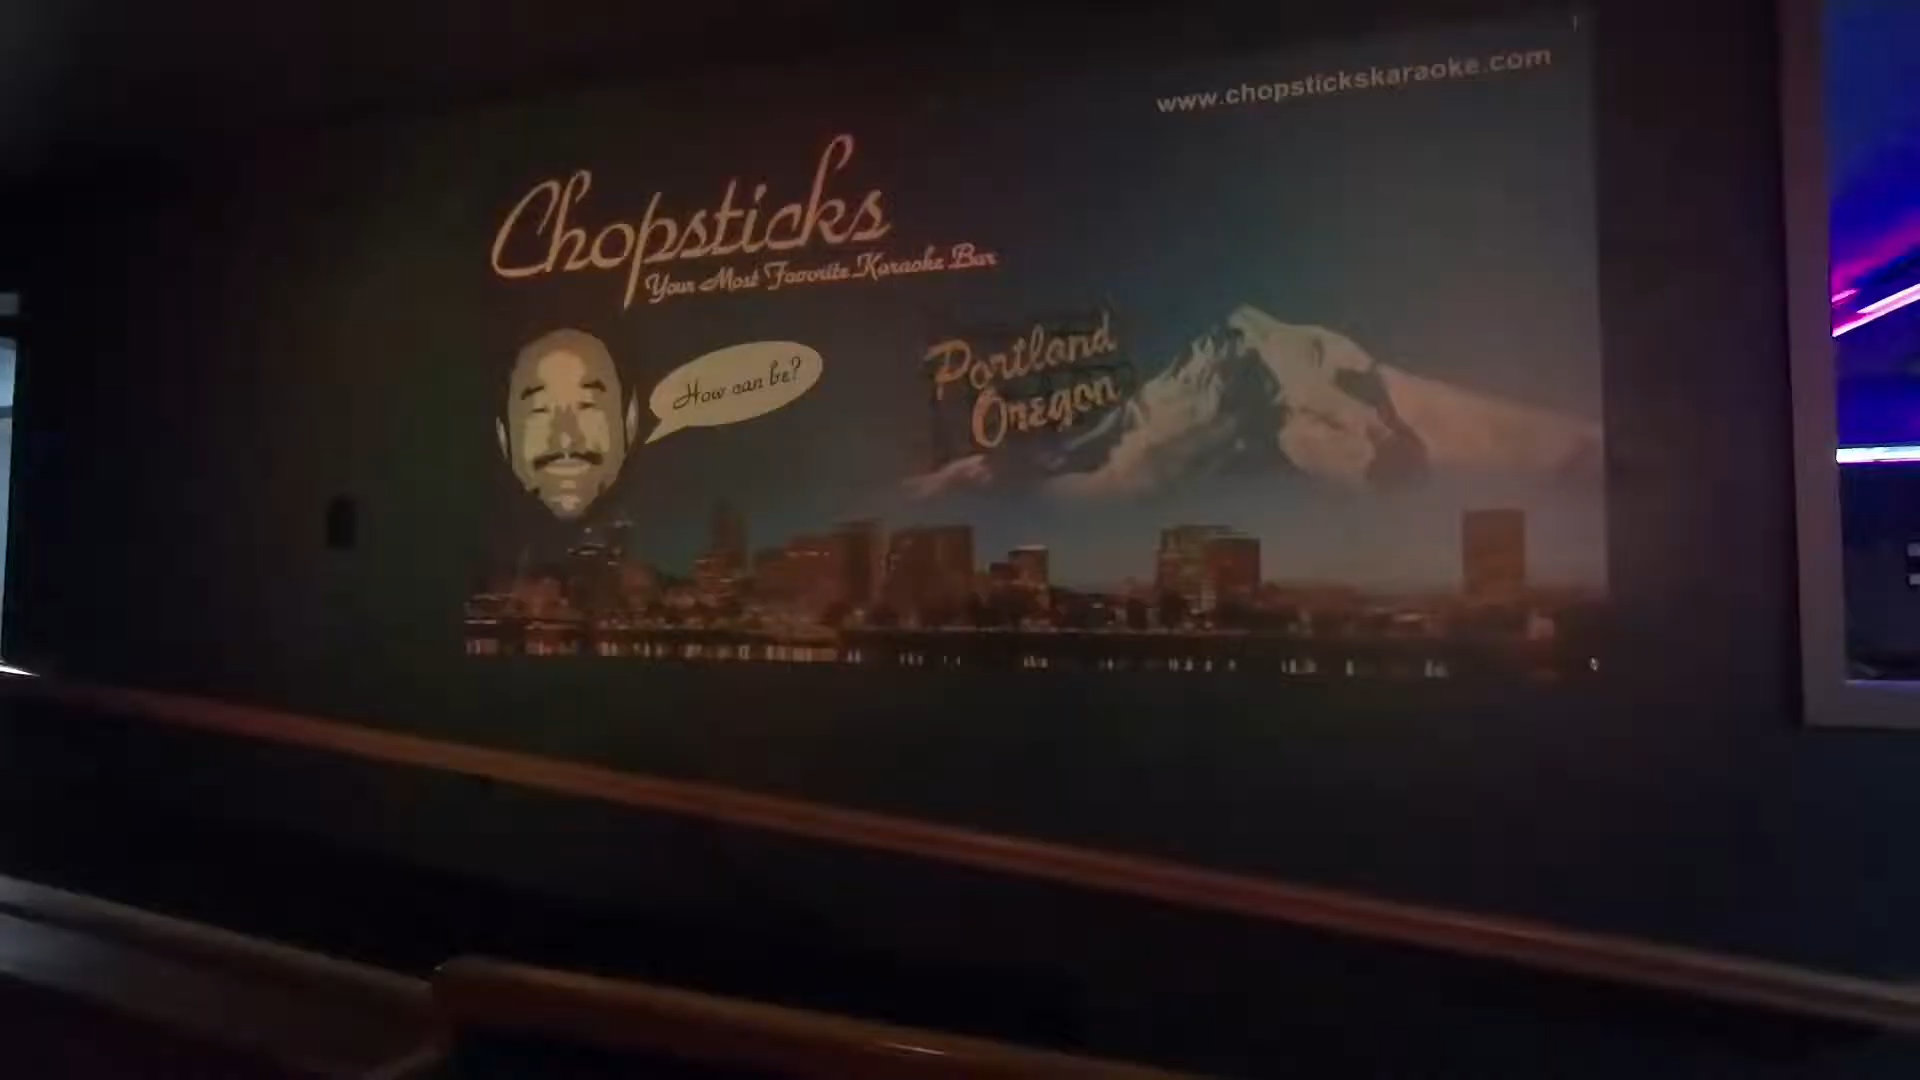 www.chopstickskaraoke.com
Chopsticks
Your Most Favorite Karaoke Bar
How can be?
Portland
Oregon